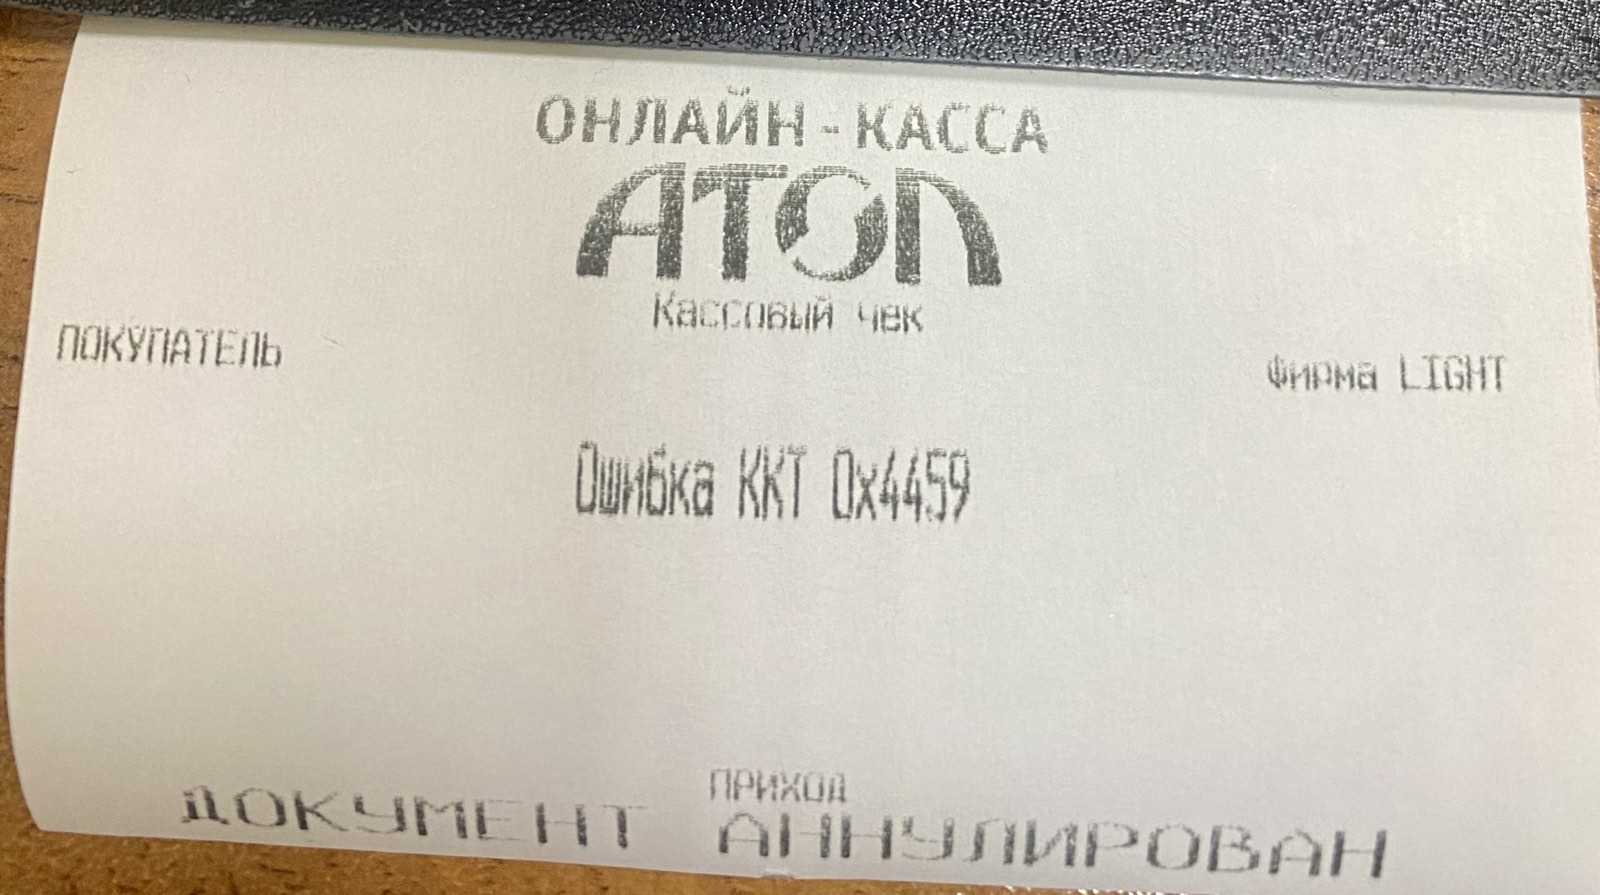 ОНЛАЙН-КАССА
АТОЛ
Кассовый чек
ПОКУПАТЕЛЬ Фирма LIGHT
Ошибка ККТ 0x4459
ПРИХОД
ДОКУМЕНТ АННУЛИРОВАН